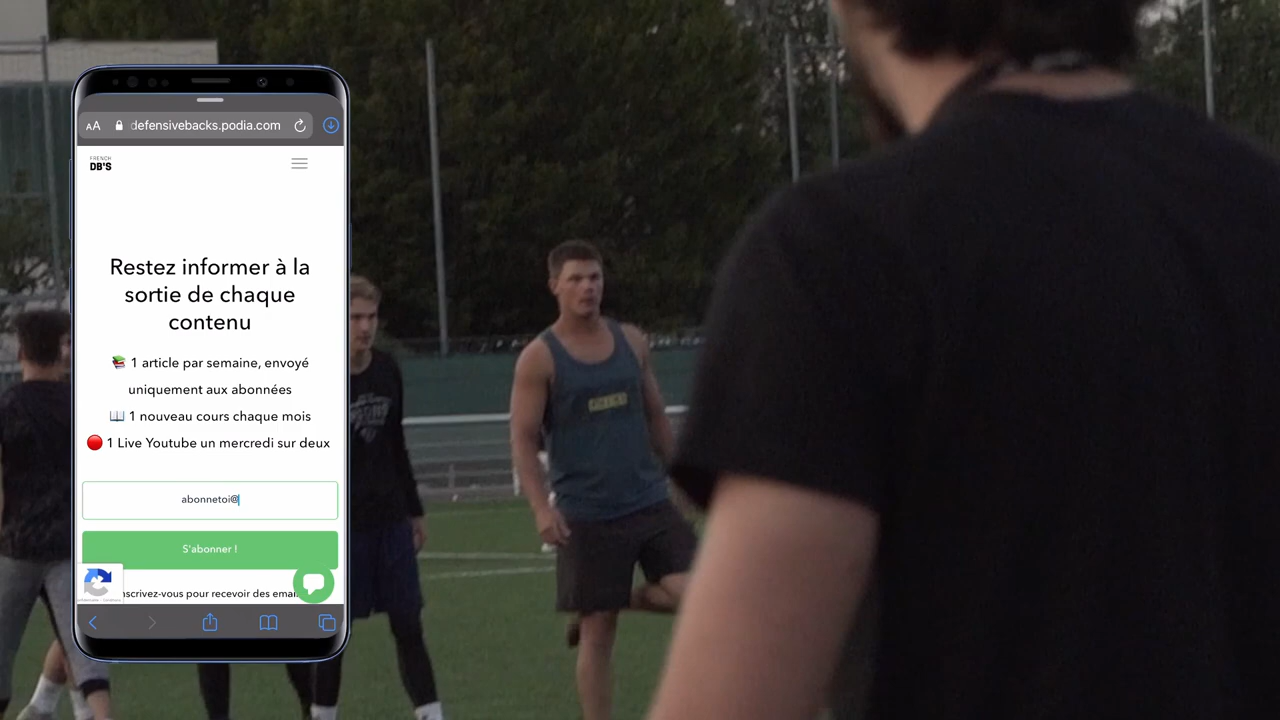 AA defensivebacks.podia.com
FRENCH
DB'S
Restez informer à la
sortie de chaque
contenu
1 article par semaine, envoyé
uniquement aux abonnées
1 nouveau cours chaque mois
1 Live Youtube un mercredi sur deux
abonnetoi@
S'abonner !
nscrivez-vous pour recevoir des email